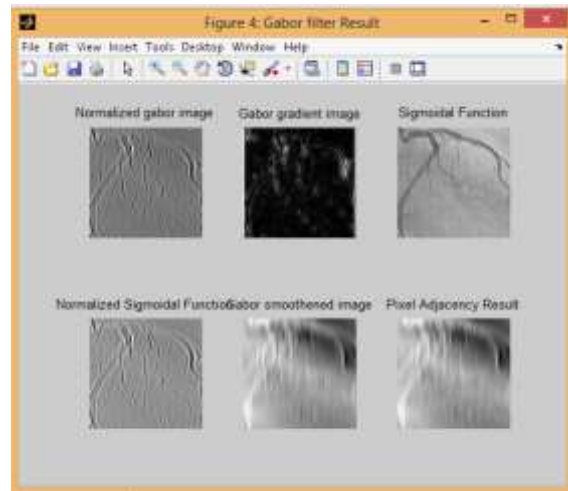 Figure 4: Gabor filter Result
File Edit View Insert Tools Desktop Window Help
Normalized gabor image
Gabor gradient image
Sigmoidal Function
Normalized Sigmoidal Function
Gabor smoothened image
Pixel Adjacency Result